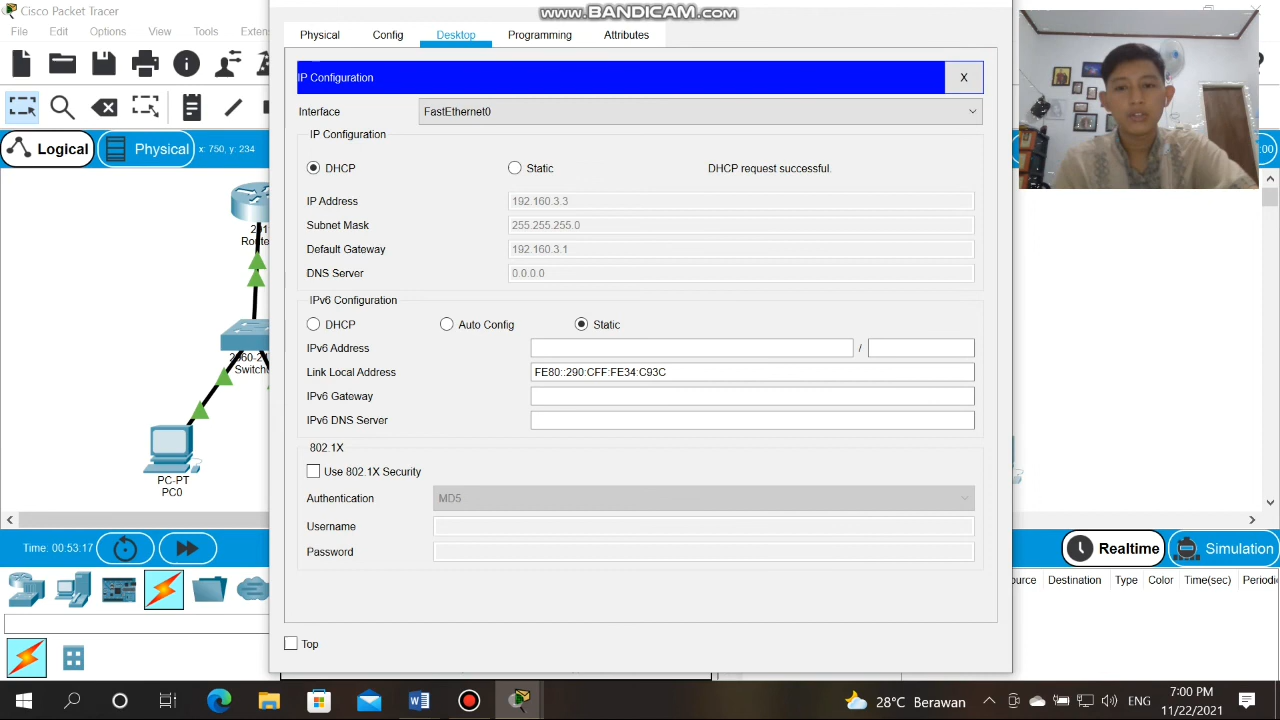 Cisco Packet Tracer
www.BANDICAM.com
File Edit Options View Tools
Physical Config Desktop Programming Attributes
IP Configuration X
Interface FastEthernet0
IP Configuration
Logical Physical x: 750, y: 234
:00
DHCP Static DHCP request successful.
IP Address 192.160.3.3
Subnet Mask 255.255.255.0
Default Gateway 192.160.3.1
DNS Server 0.0.0.0
IPv6 Configuration
DHCP Auto Config Static
IPv6 Address /
Link Local Address FE80::290:CFF:FE34:C93C
IPv6 Gateway
IPv6 DNS Server
802.1X
Use 802.1X Security
Authentication MD5
Username
Password
PC-PT
PC0
Time: 00:53:17
Realtime Simulation
Destination Type Color Time(sec)
Top
28°C Berawan
ENG
7:00 PM
11/22/2021